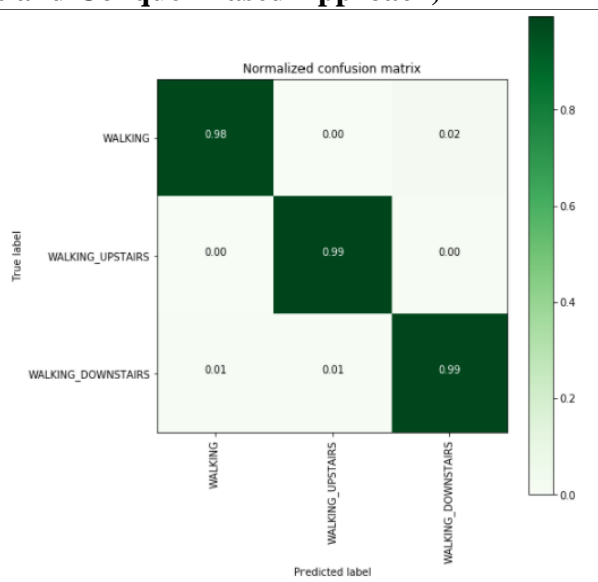 Based Approach)
Normalized confusion matrix
True label
WALKING 0.98 0.00 0.02
WALKING_UPSTAIRS 0.00 0.99 0.00
WALKING_DOWNSTAIRS 0.01 0.01 0.99
WALKING
WALKING_UPSTAIRS
WALKING_DOWNSTAIRS
Predicted label
0.8
0.6
0.4
0.2
0.0